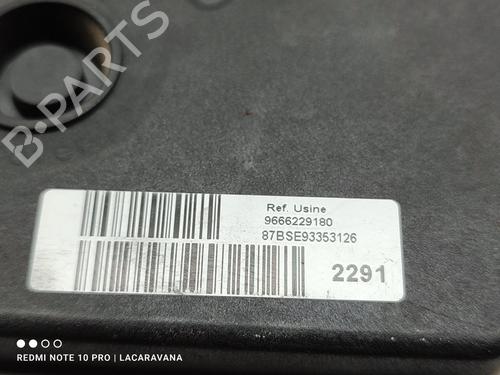 B-PARTS
Ref. Usine
9666229180
87BSE93353126
2291
REDMI NOTE 10 PRO | LACARAVANA